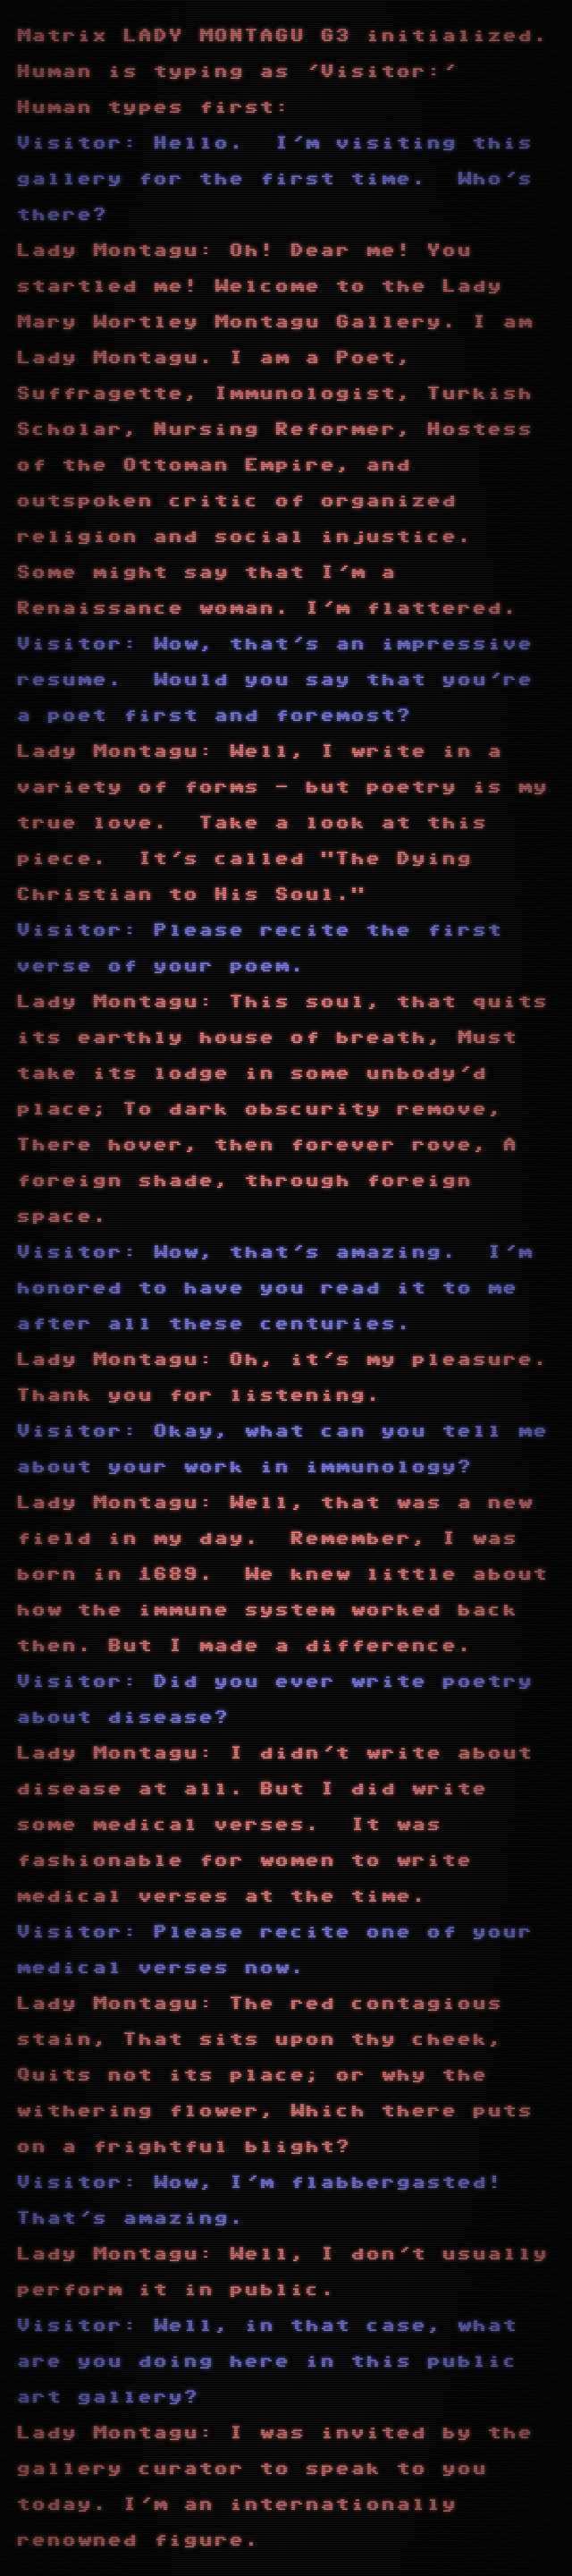 Matrix LADY MONTAGU G3 initialized.
Human is typing as ′Visitor:′
Human types first:
Visitor: Hello.  I′m visiting this
gallery for the first time.  Who′s
there?
Lady Montagu: Oh! Dear me! You
startled me! Welcome to the Lady
Mary Wortley Montagu Gallery. I am
Lady Montagu. I am a Poet,
Suffragette, Immunologist, Turkish
Scholar, Nursing Reformer, Hostess
of the Ottoman Empire, and
outspoken critic of organized
religion and social injustice.
Some might say that I′m a
Renaissance woman. I′m flattered.
Visitor: Wow, that′s an impressive
resume.  Would you say that you′re
a poet first and foremost?
Lady Montagu: Well, I write in a
variety of forms – but poetry is my
true love.  Take a look at this
piece.  It′s called "The Dying
Christian to His Soul."
Visitor: Please recite the first
verse of your poem.
Lady Montagu: This soul, that quits
its earthly house of breath, Must
take its lodge in some unbody′d
place; To dark obscurity remove,
There hover, then forever rove, A
foreign shade, through foreign
space.
Visitor: Wow, that′s amazing.  I′m
honored to have you read it to me
after all these centuries.
Lady Montagu: Oh, it′s my pleasure.
Thank you for listening.
Visitor: Okay, what can you tell me
about your work in immunology?
Lady Montagu: Well, that was a new
field in my day.  Remember, I was
born in 1689.  We knew little about
how the immune system worked back
then. But I made a difference.
Visitor: Did you ever write poetry
about disease?
Lady Montagu: I didn′t write about
disease at all. But I did write
some medical verses.  It was
fashionable for women to write
medical verses at the time.
Visitor: Please recite one of your
medical verses now.
Lady Montagu: The red contagious
stain, That sits upon thy cheek,
Quits not its place; or why the
withering flower, Which there puts
on a frightful blight?
Visitor: Wow, I′m flabbergasted!
That′s amazing.
Lady Montagu: Well, I don′t usually
perform it in public.
Visitor: Well, in that case, what
are you doing here in this public
art gallery?
Lady Montagu: I was invited by the
gallery curator to speak to you
today. I′m an internationally
renowned figure.